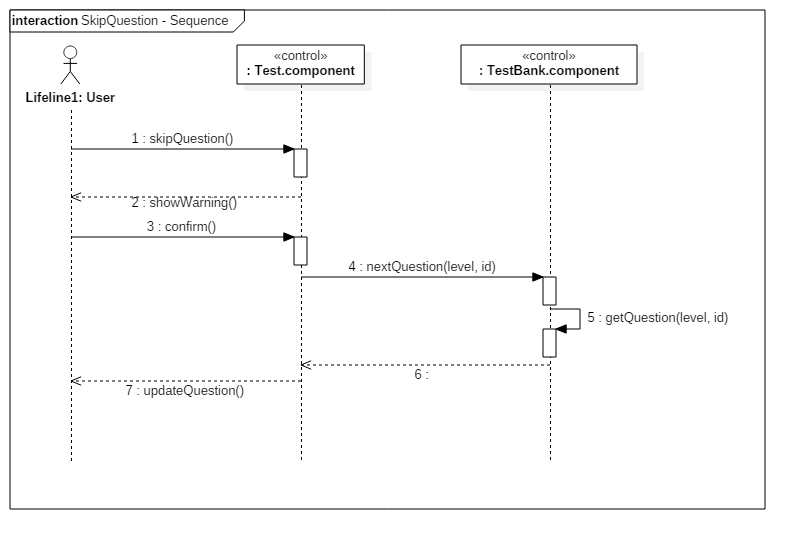 interaction SkipQuestion - Sequence
«control»
: Test.component
«control»
: TestBank.component
Lifeline1: User
1 : skipQuestion()
2 : showWarning()
3 : confirm()
4 : nextQuestion(level, id)
5 : getQuestion(level, id)
6 :
7 : updateQuestion()